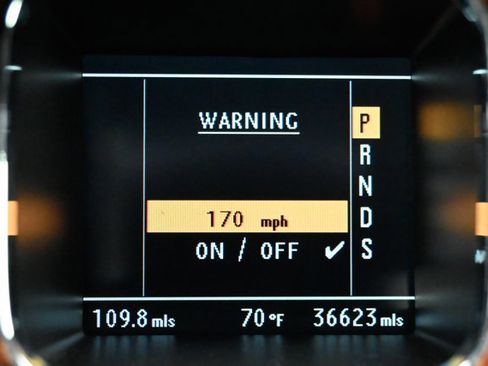 WARNING
P
R
N
170 mph
D
ON / OFF ✔
S
109.8 mls 70 °F 36623 mls